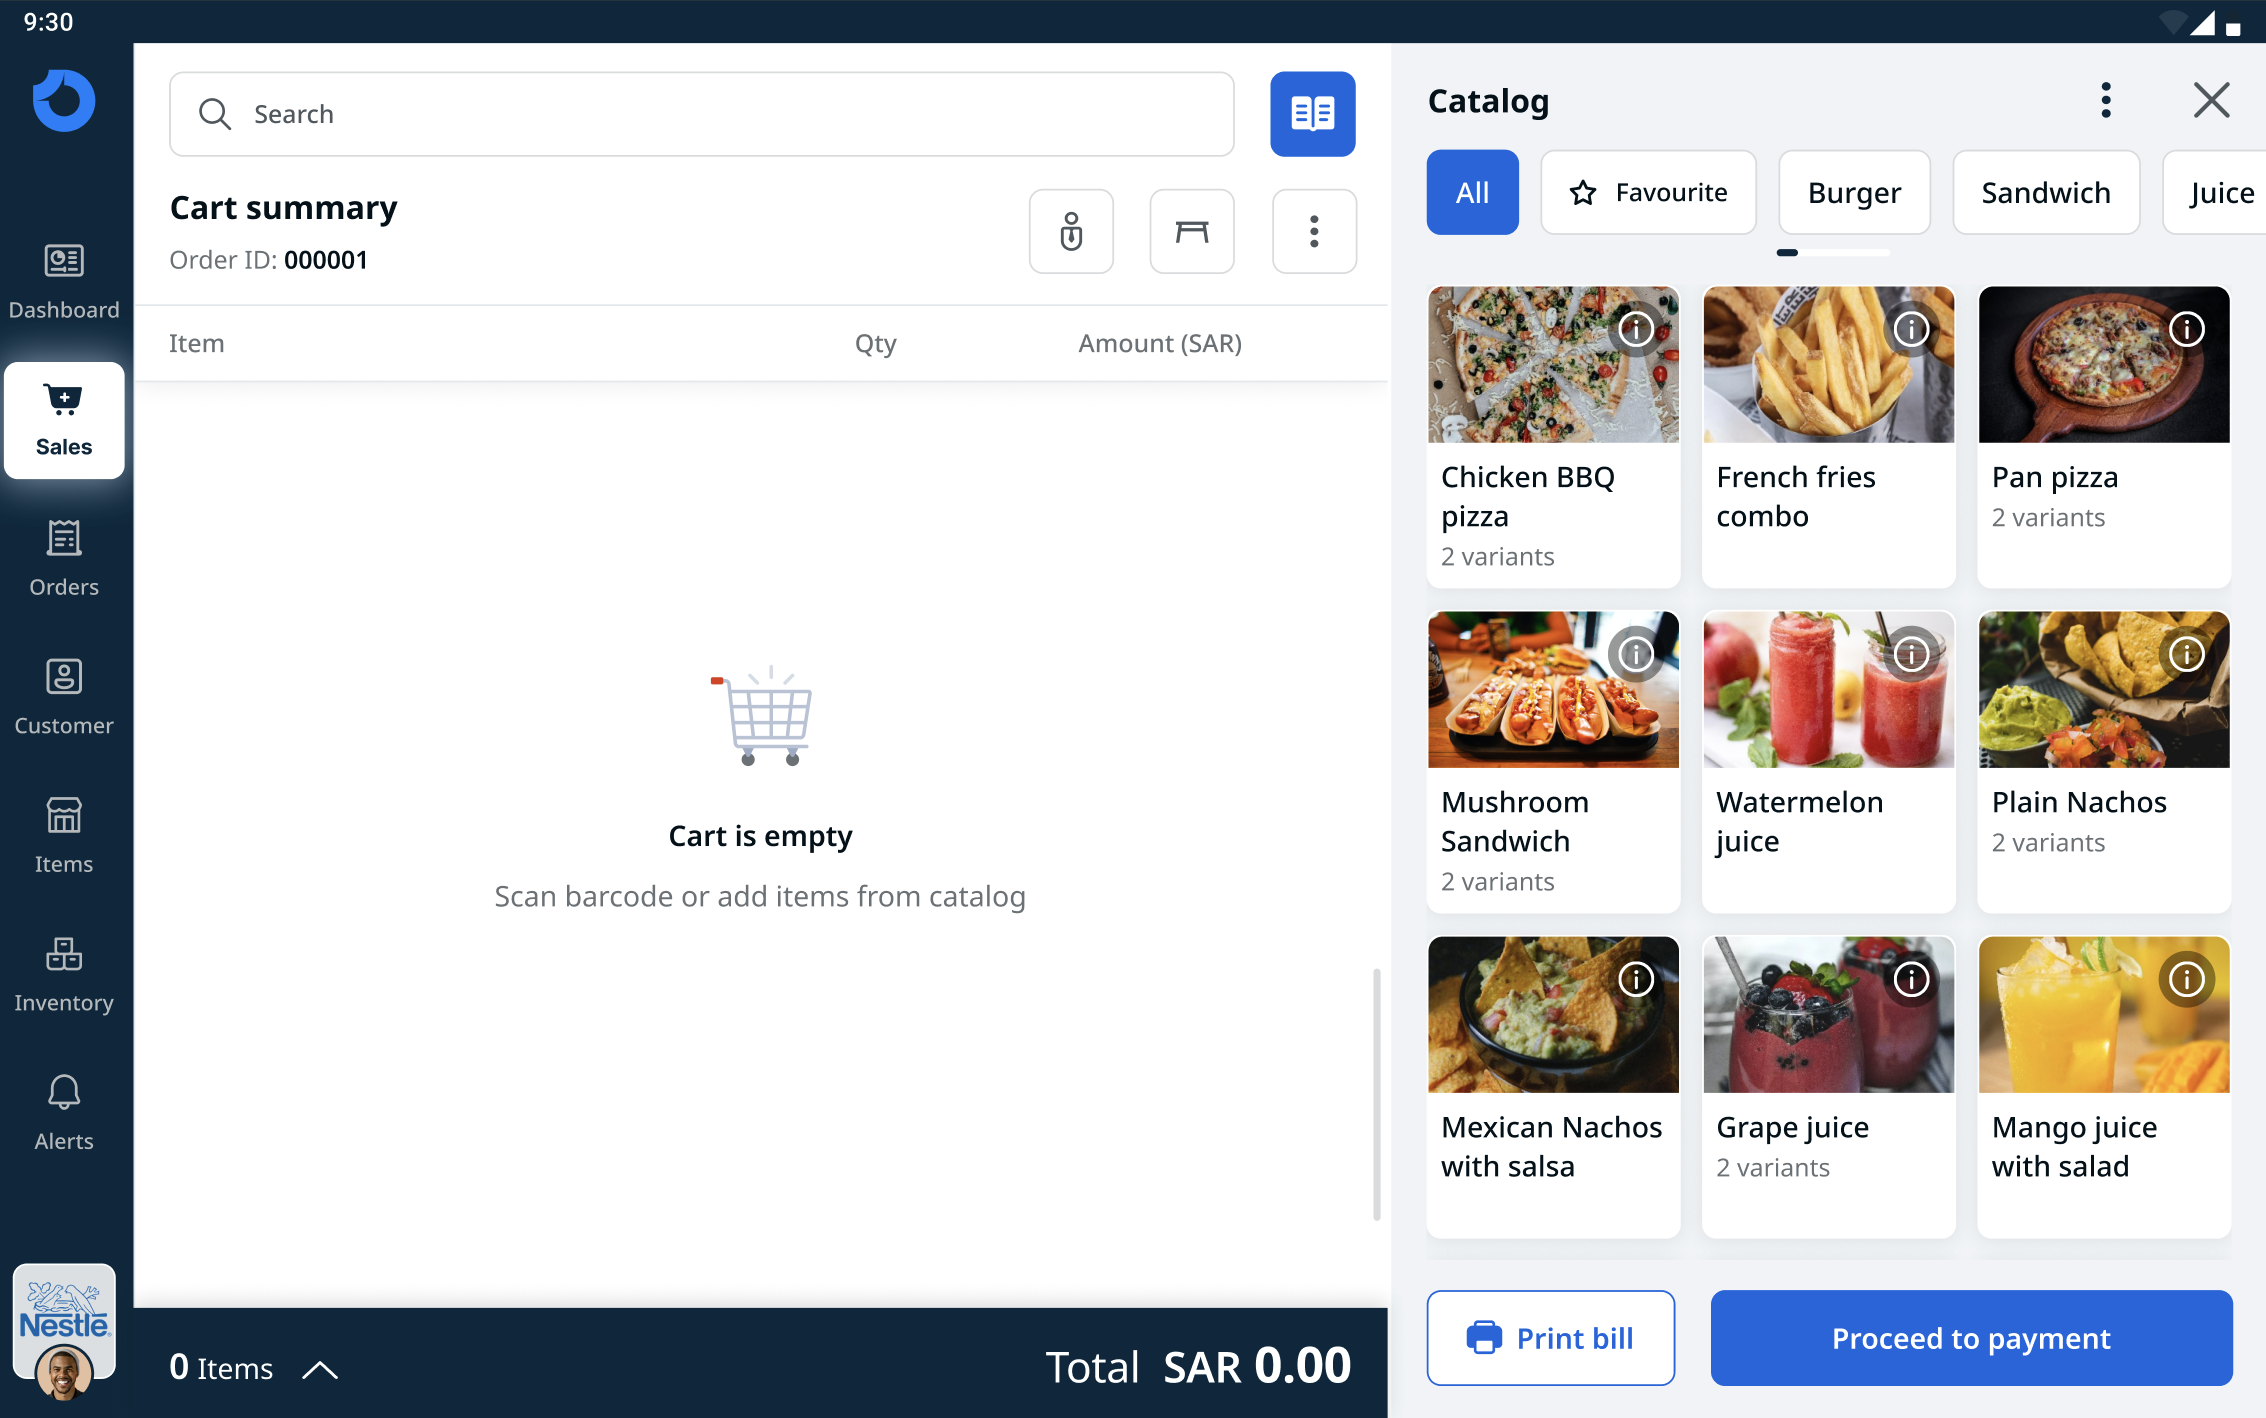 9:30
Search
Cart summary
Order ID: 000001
Item Qty Amount (SAR)
Cart is empty
Scan barcode or add items from catalog
0 Items
Total SAR 0.00
Dashboard
Sales
Orders
Customer
Items
Inventory
Alerts
Nestlé
Catalog
All
Favourite
Burger
Sandwich
Juice
Chicken BBQ
pizza
2 variants
French fries
combo
Pan pizza
2 variants
Mushroom
Sandwich
2 variants
Watermelon
juice
Plain Nachos
2 variants
Mexican Nachos
with salsa
Grape juice
2 variants
Mango juice
with salad
Print bill
Proceed to payment